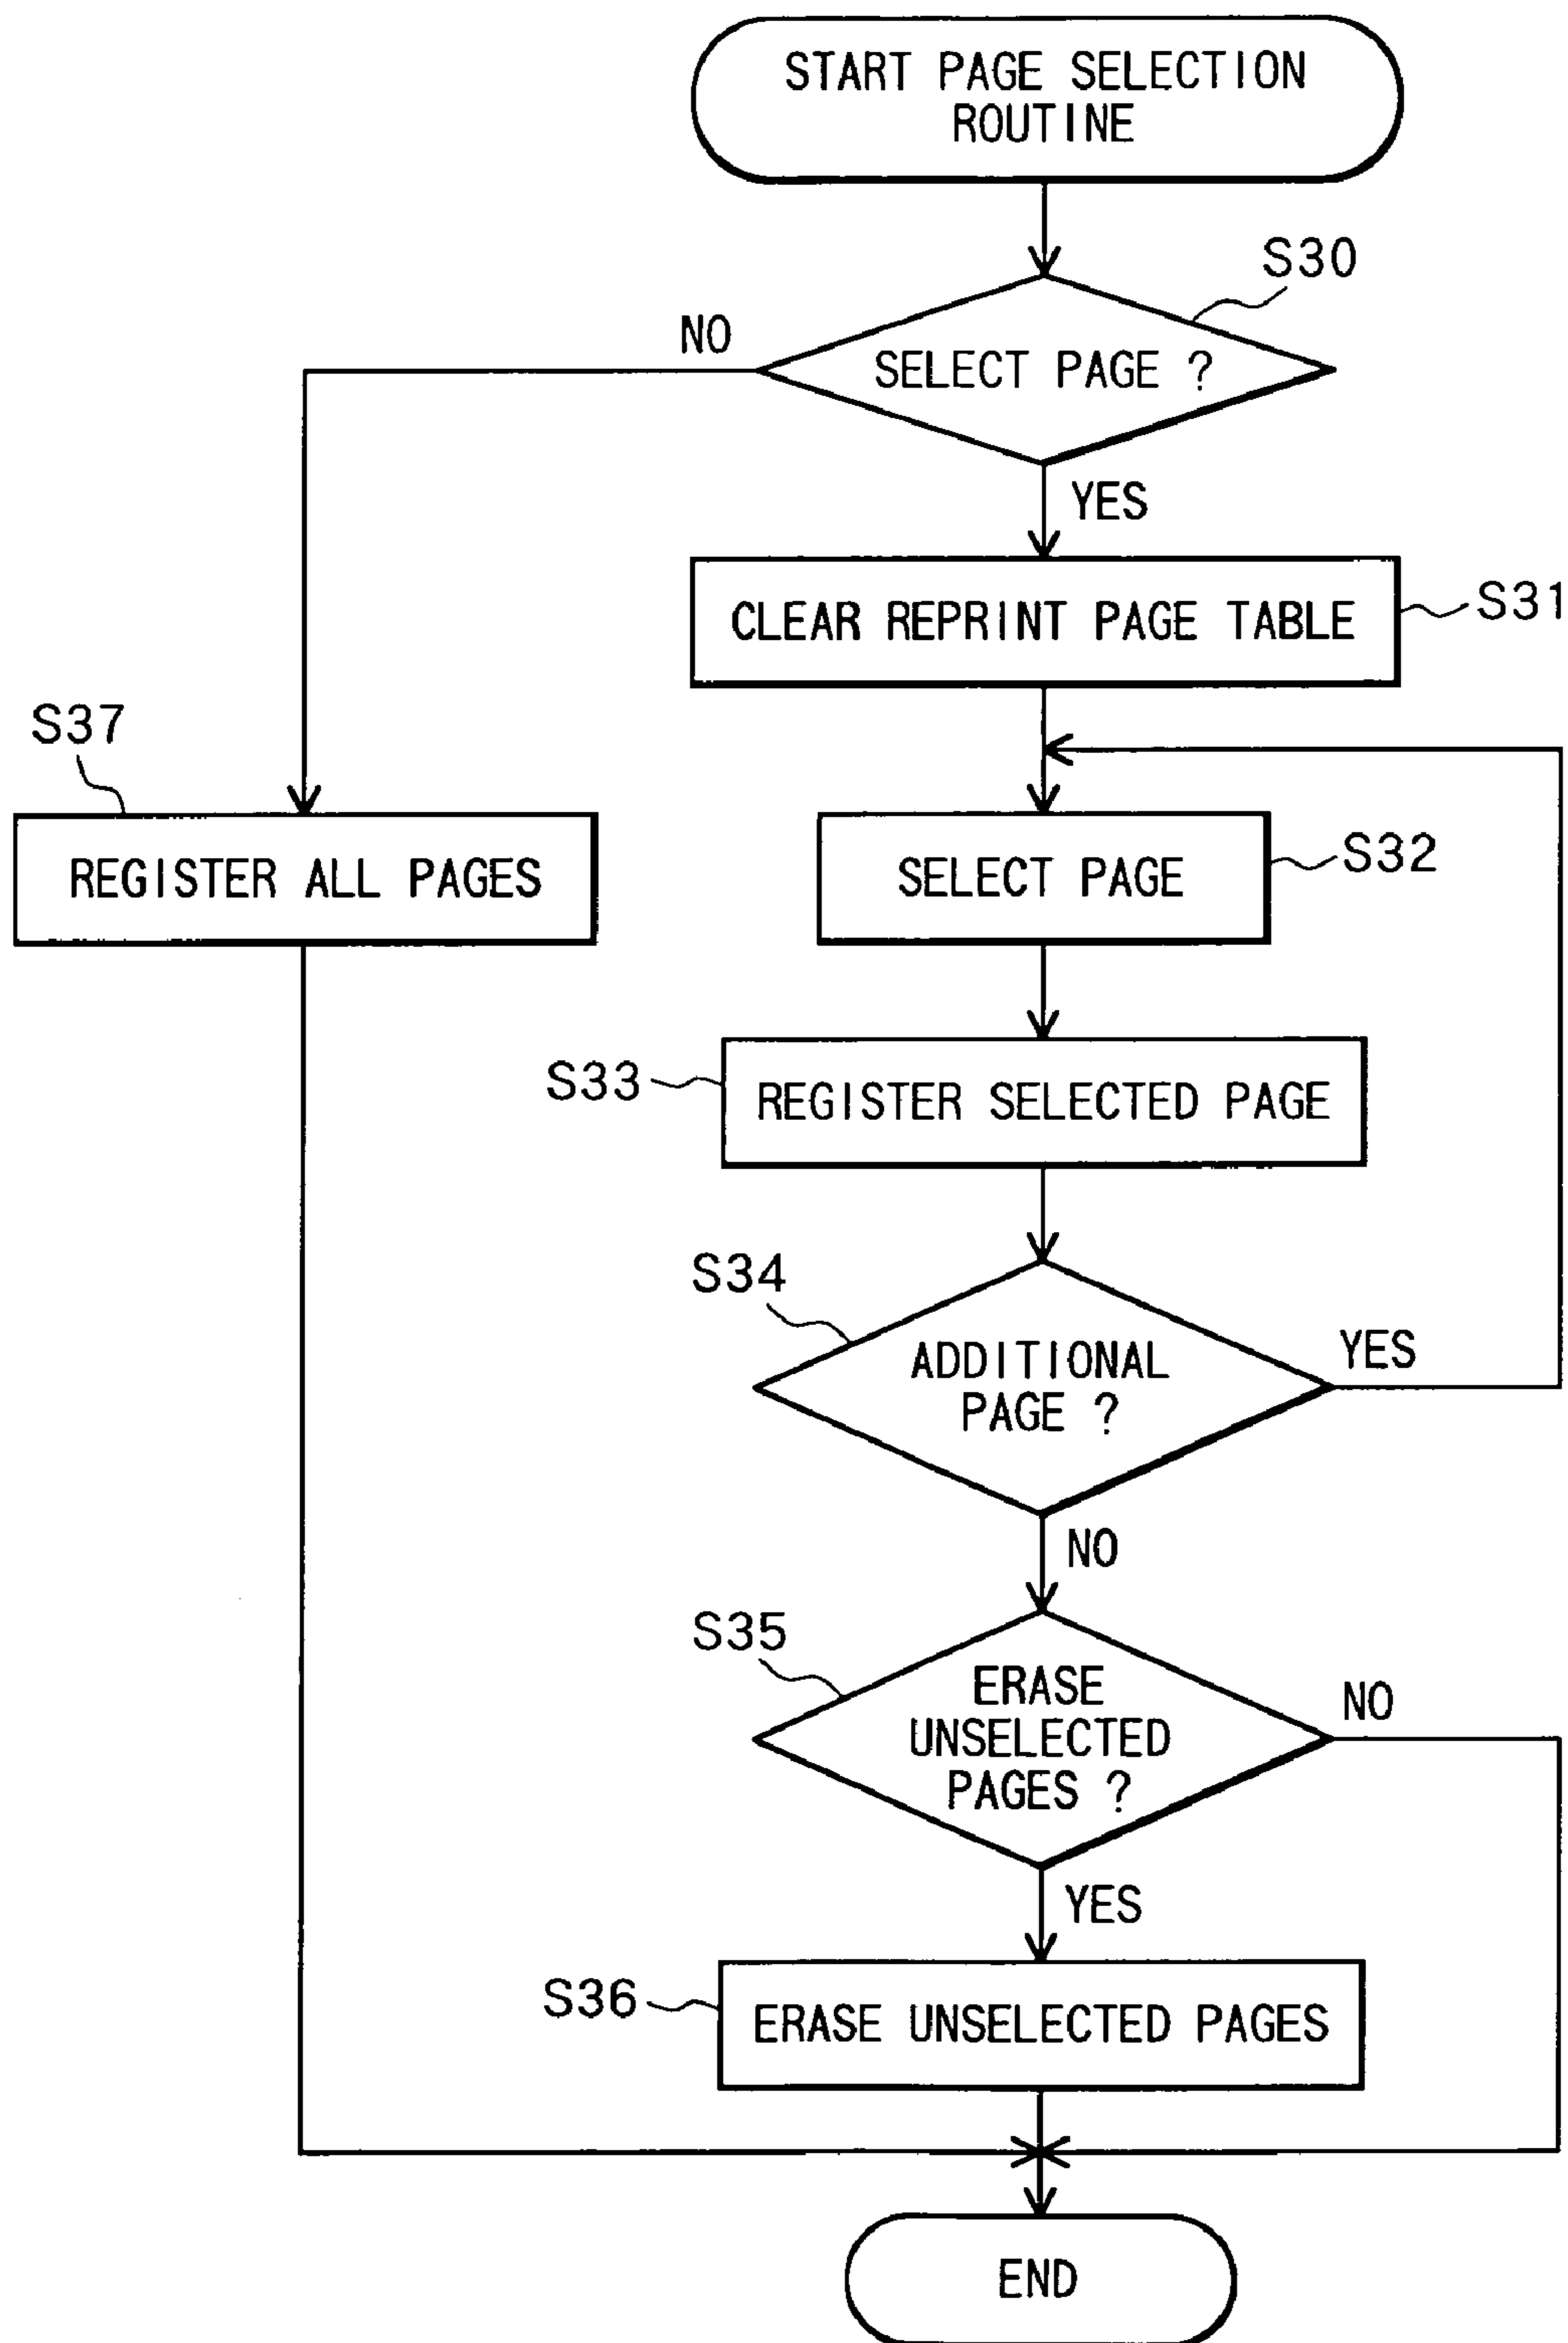 START PAGE SELECTION
ROUTINE
S30
NO
SELECT PAGE ?
YES
CLEAR REPRINT PAGE TABLE
S31
S37
REGISTER ALL PAGES
SELECT PAGE
S32
S33
REGISTER SELECTED PAGE
S34
ADDITIONAL
PAGE ?
YES
NO
S35
ERASE
UNSELECTED
PAGES ?
NO
YES
S36
ERASE UNSELECTED PAGES
END